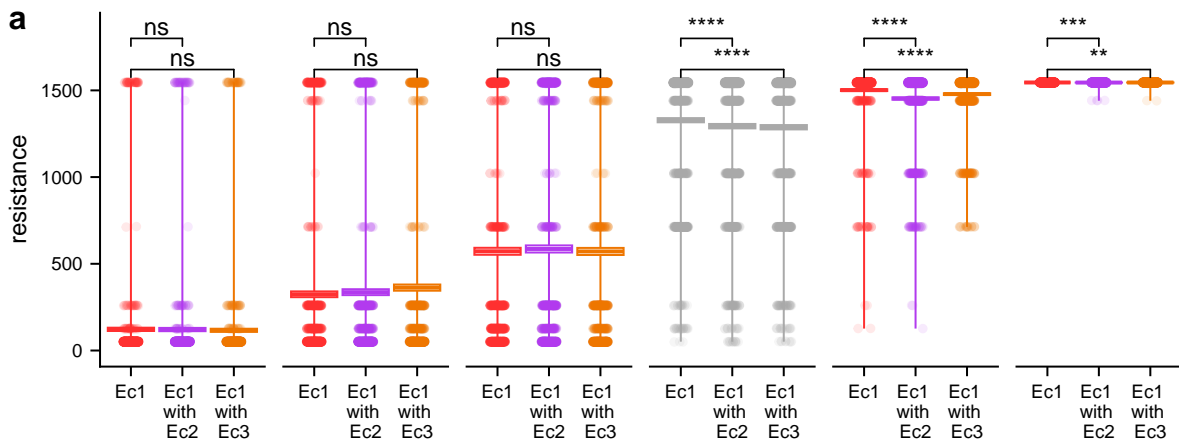 a
ns
ns
ns
ns
ns
ns
****
****
****
****
***
**
resistance
1500
1000
500
0
Ec1
Ec1
with
Ec2
Ec1
with
Ec3
Ec1
Ec1
with
Ec2
Ec1
with
Ec3
Ec1
Ec1
with
Ec2
Ec1
with
Ec3
Ec1
Ec1
with
Ec2
Ec1
with
Ec3
Ec1
Ec1
with
Ec2
Ec1
with
Ec3
Ec1
Ec1
with
Ec2
Ec1
with
Ec3